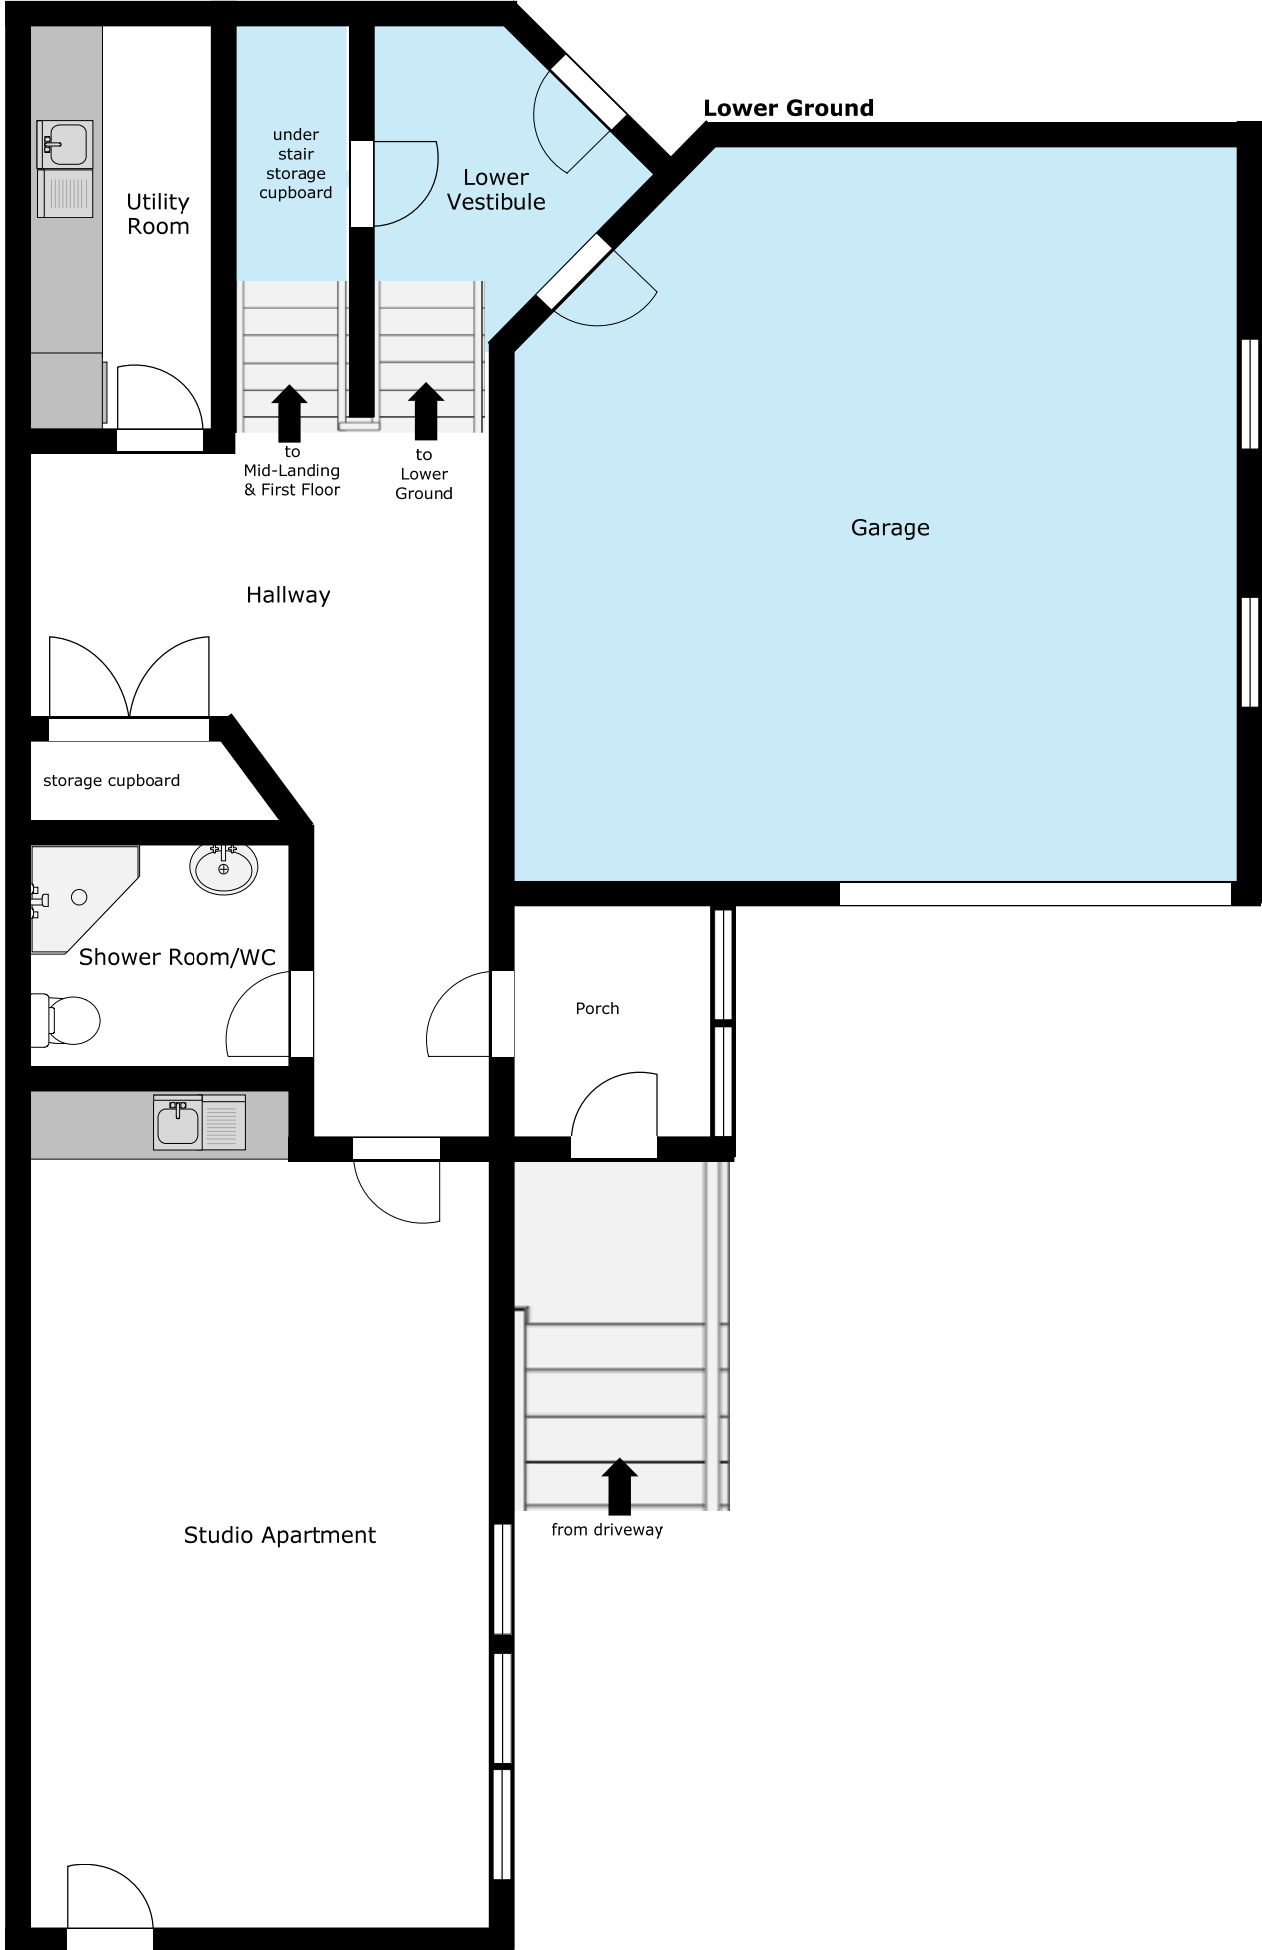 Lower Ground
under
stair
storage
cupboard
Lower
Vestibule
Utility
Room
to
Mid-Landing
& First Floor
to
Lower
Ground
Garage
Hallway
storage cupboard
Shower Room/WC
Porch
from driveway
Studio Apartment